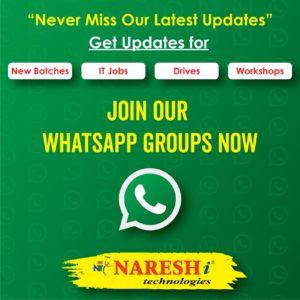 “Never Miss Our Latest Updates”
Get Updates for
New Batches
IT Jobs
Drives
Workshops
JOIN OUR
WHATSAPP GROUPS NOW
NARESH i
technologies